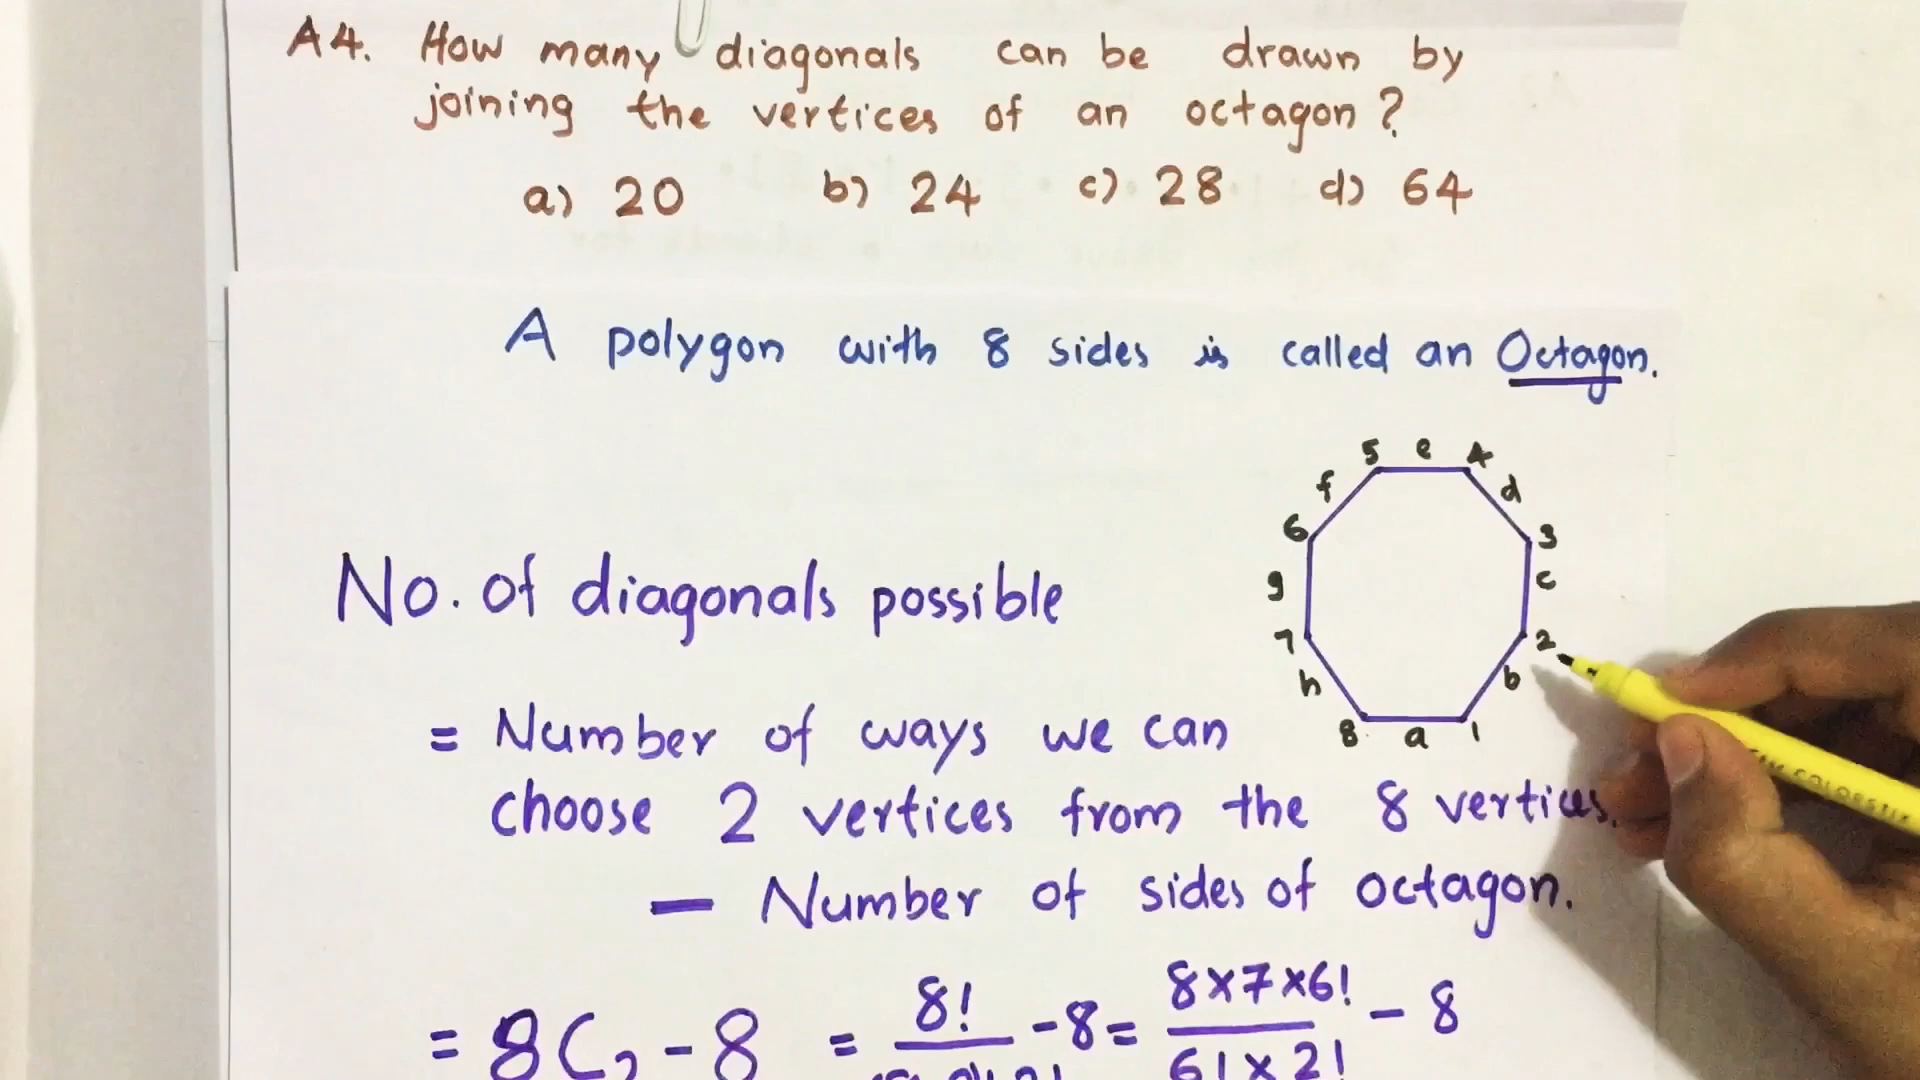 A4. How many diagonals can be drawn by
joining the vertices of an octagon?
a) 20 b) 24 c) 28 d) 64
A polygon with 8 sides is called an Octagon.
5 e 4
f d
6 3
g c
7 2
h b
8 a 1
No. of diagonals possible
= Number of ways we can
choose 2 vertices from the 8 vertices.
— Number of sides of octagon.
8! 8x7x6!
= 8C2 - 8 = -8 = - 8
6! x 2!